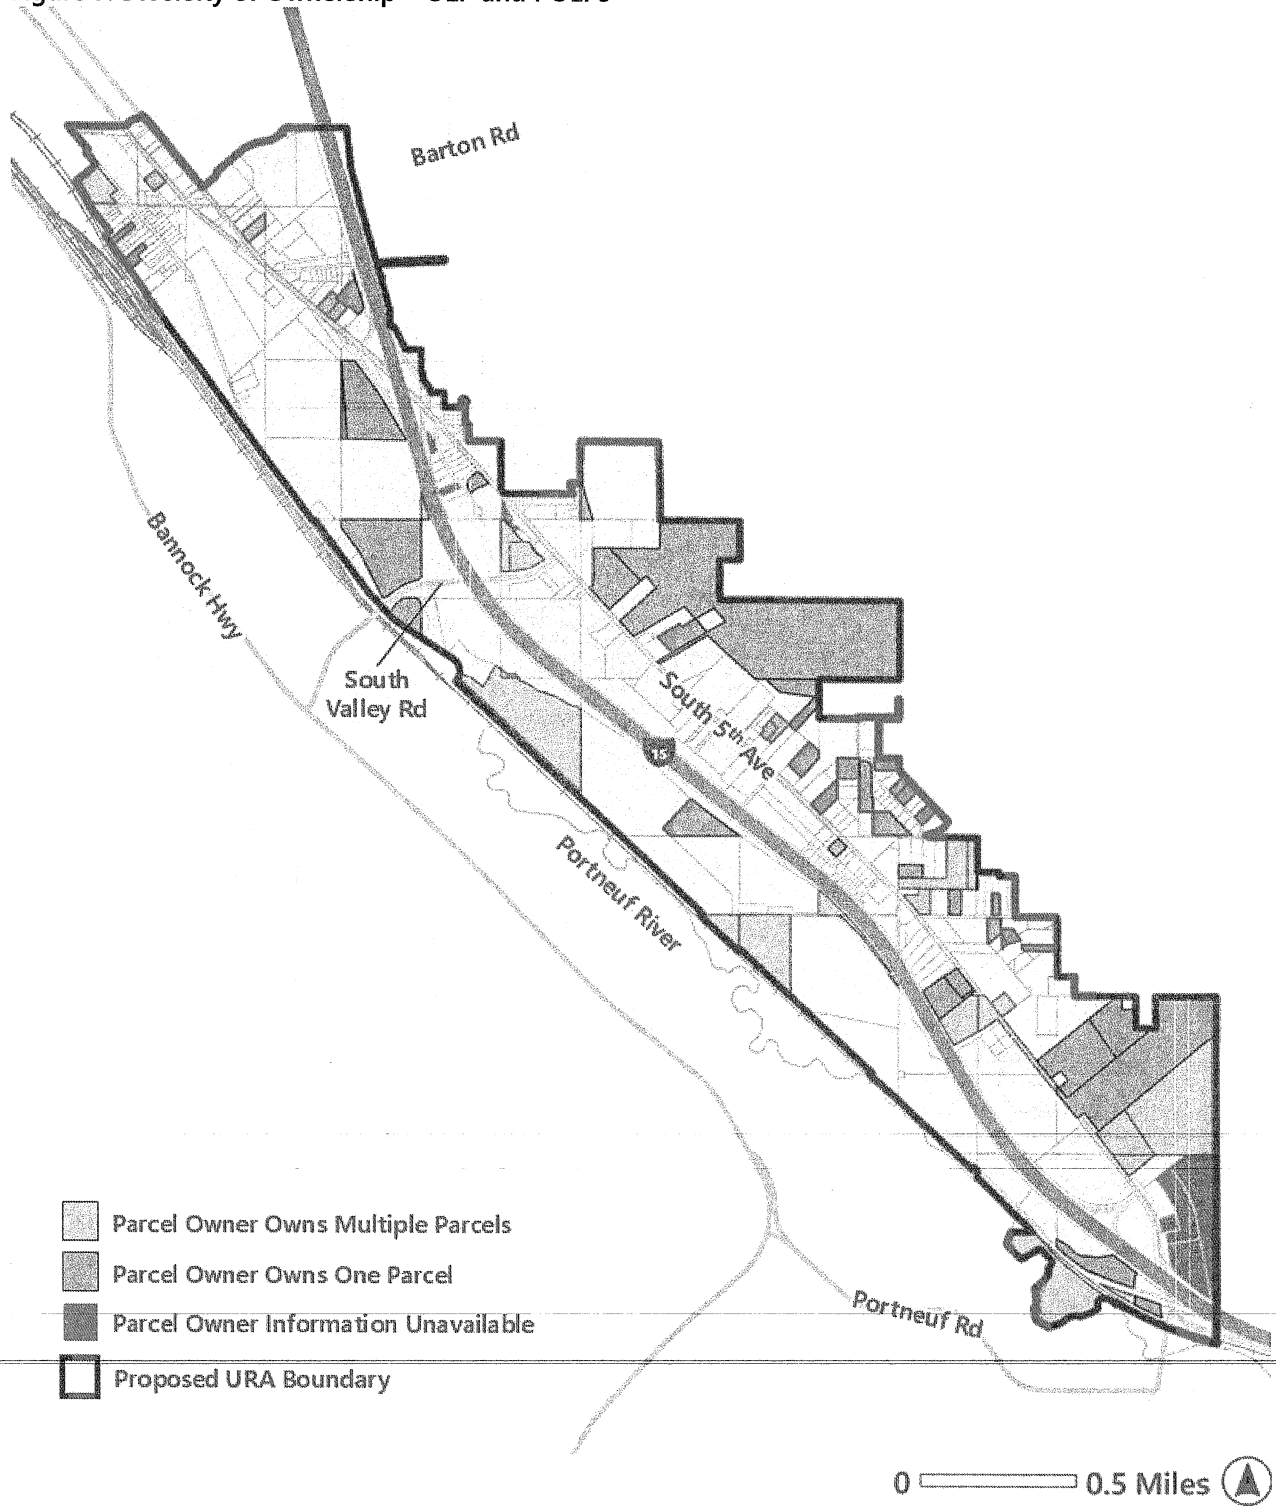 Barton Rd
Bannock Hwy
South
Valley Rd
South 5th Ave
15
Portneuf River
Parcel Owner Owns Multiple Parcels
Parcel Owner Owns One Parcel
Parcel Owner Information Unavailable
Proposed URA Boundary
Portneuf Rd
0 0.5 Miles